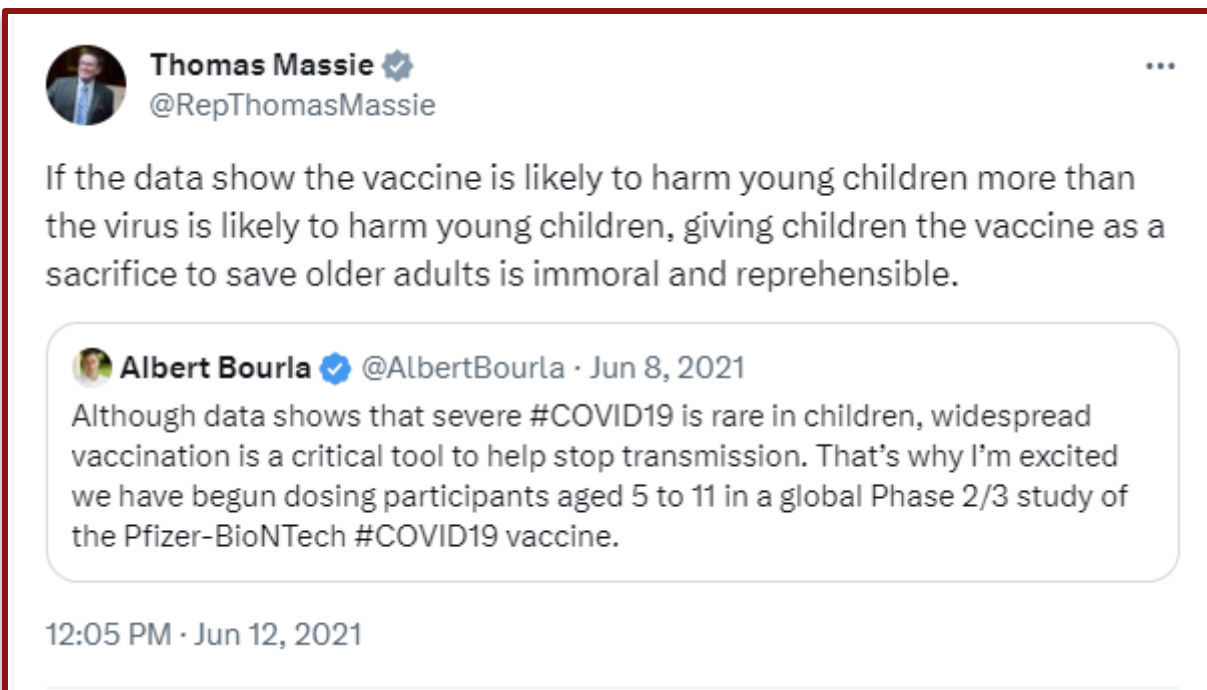 Thomas Massie
@RepThomasMassie
If the data show the vaccine is likely to harm young children more than
the virus is likely to harm young children, giving children the vaccine as a
sacrifice to save older adults is immoral and reprehensible.
Albert Bourla @AlbertBourla · Jun 8, 2021
Although data shows that severe #COVID19 is rare in children, widespread
vaccination is a critical tool to help stop transmission. That’s why I’m excited
we have begun dosing participants aged 5 to 11 in a global Phase 2/3 study of
the Pfizer-BioNTech #COVID19 vaccine.
12:05 PM · Jun 12, 2021